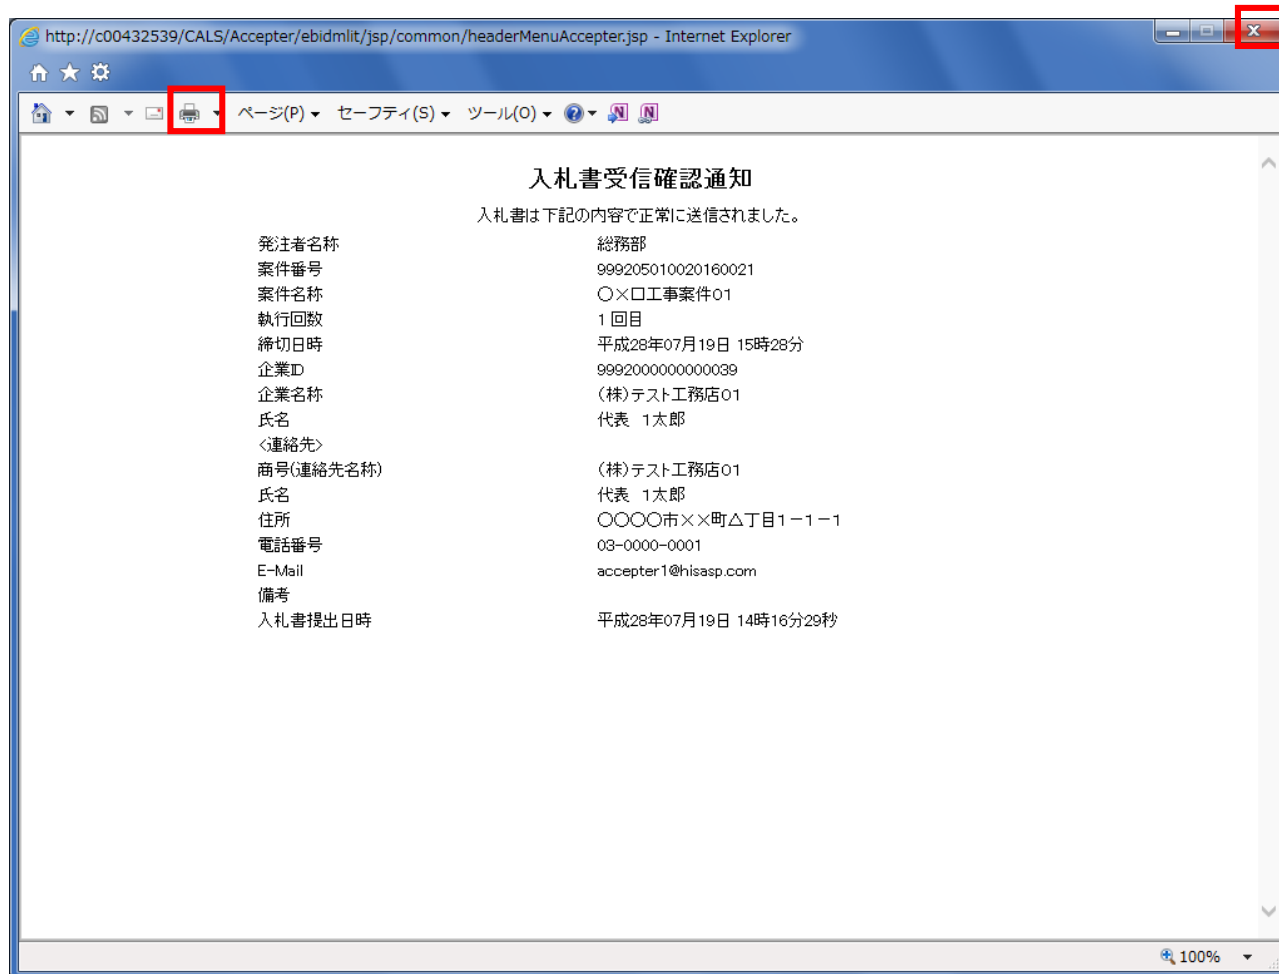 http://c00432539/CALS/Accepter/ebidmlit/jsp/common/headerMenuAccepter.jsp - Internet Explorer
ページ(P) セーフティ(S) ツール(O)
入札書受信確認通知
入札書は下記の内容で正常に送信されました。
発注者名称 総務部
案件番号 999205010020160021
案件名称 〇×口工事案件01
執行回数 1回目
締切日時 平成28年07月19日 15時28分
企業ID 9992000000000039
企業名称 (株)テスト工務店01
氏名 代表 1太郎
<連絡先>
商号(連絡先名称) (株)テスト工務店01
氏名 代表 1太郎
住所 〇〇〇〇市××町△丁目1-1-1
電話番号 03-0000-0001
E-Mail accepter1@hisasp.com
備考
入札書提出日時 平成28年07月19日 14時16分29秒
100%